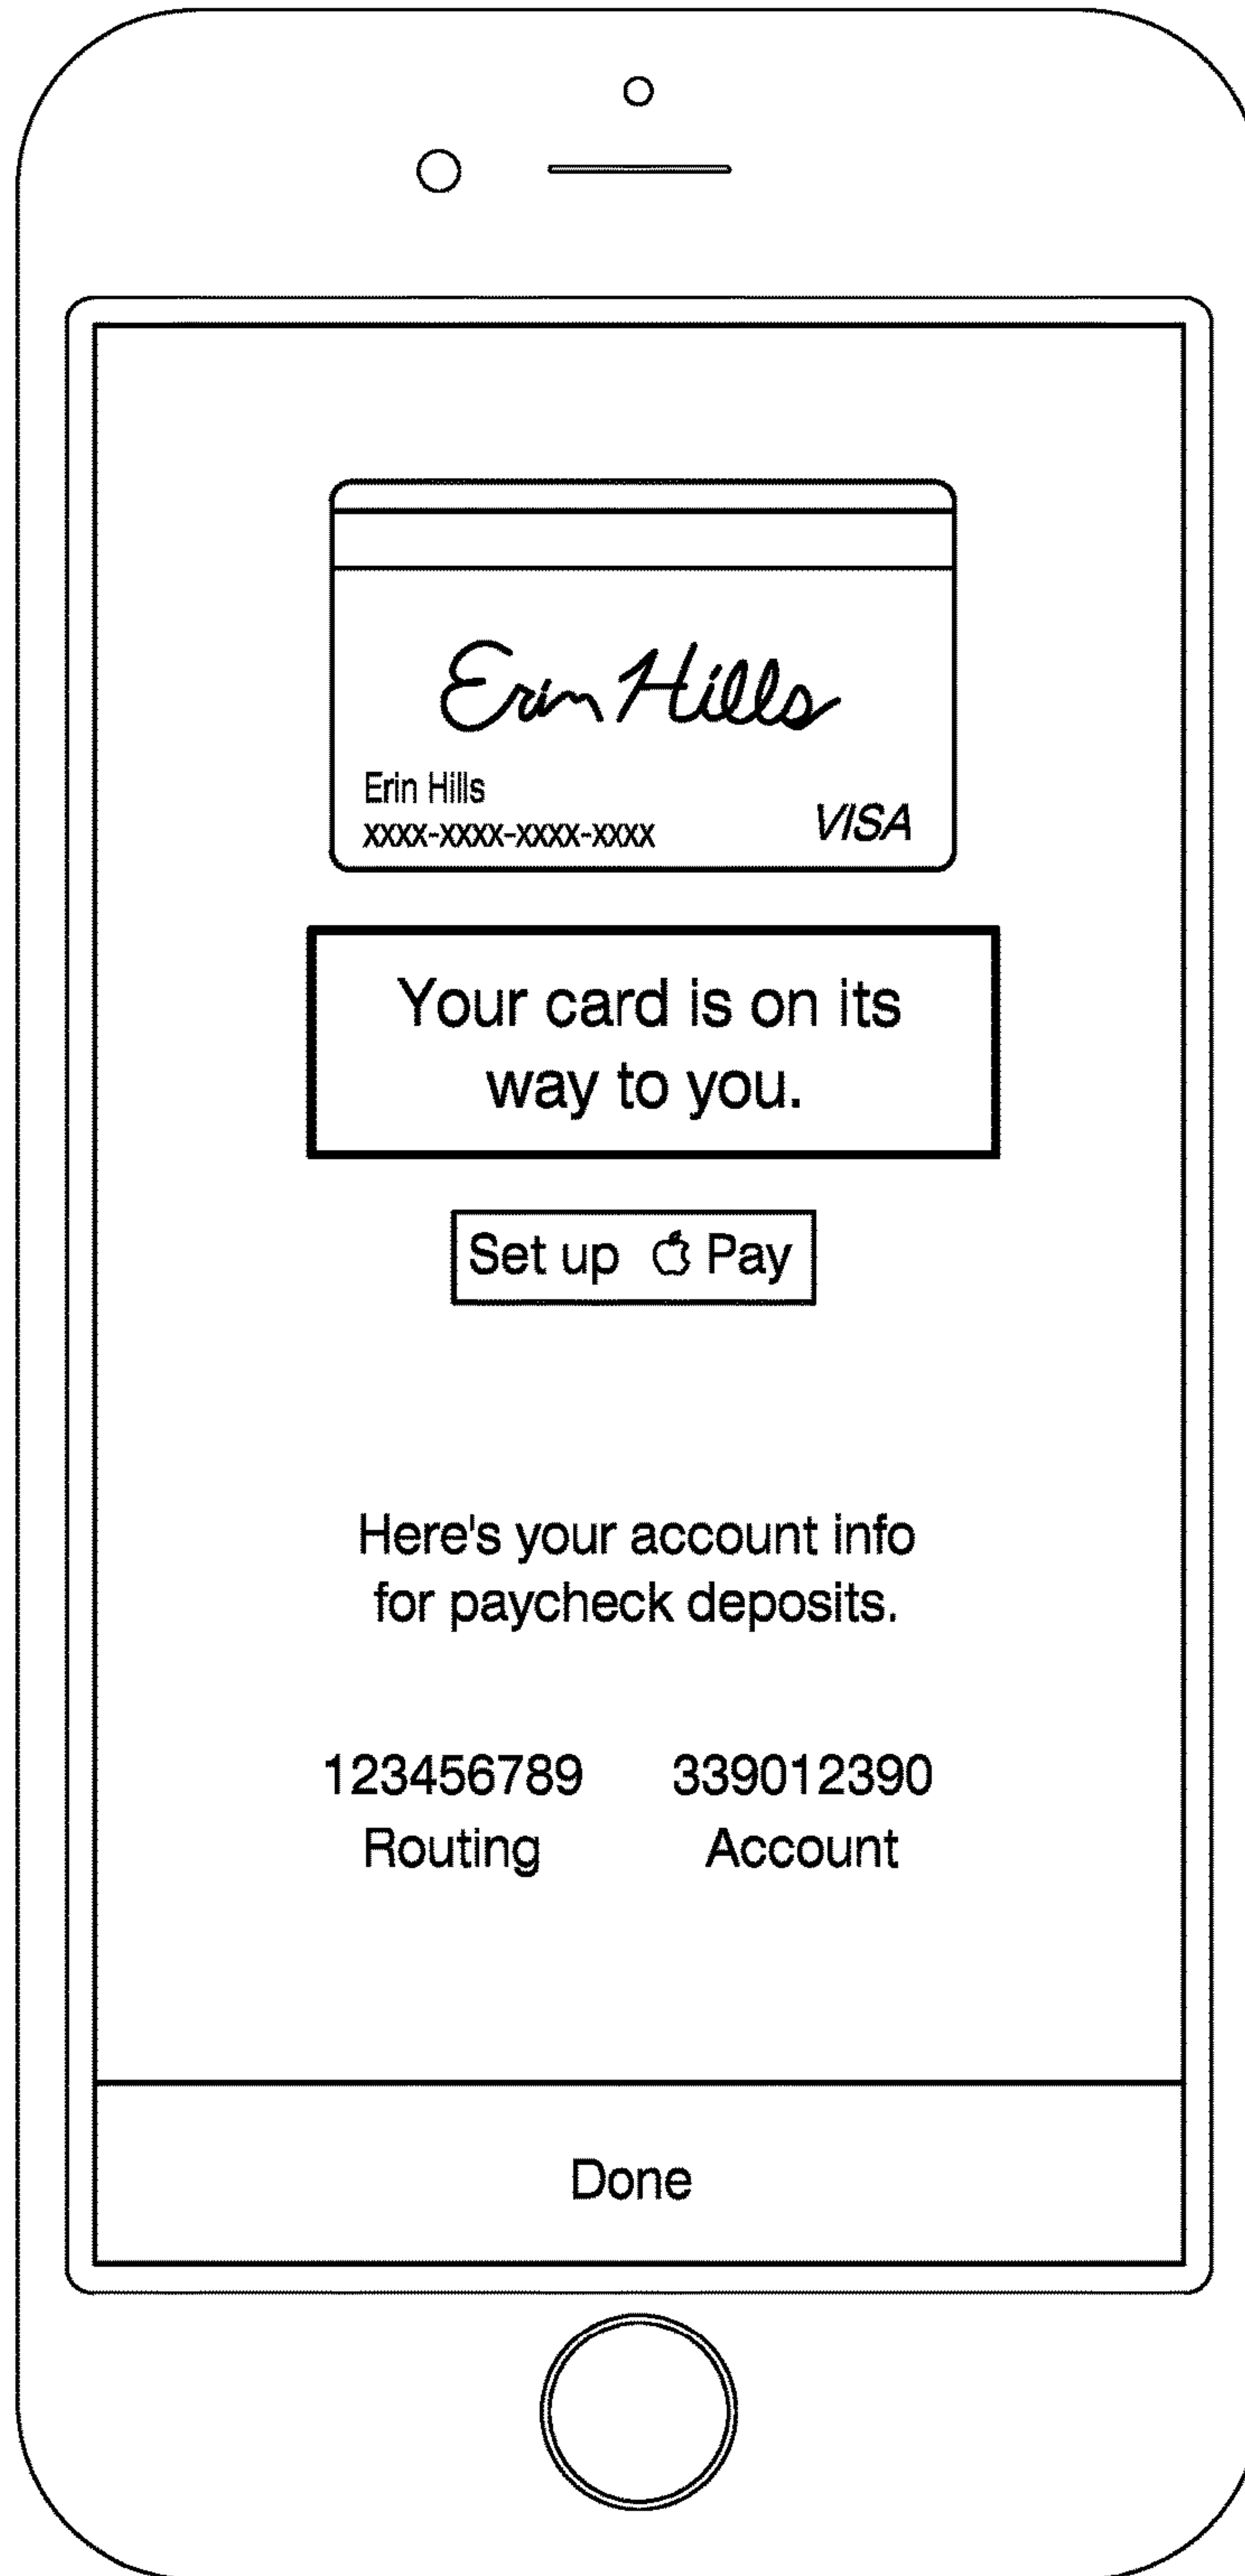 Erin Hills
Erin Hills
XXXX-XXXX-XXXX-XXXX
VISA
Your card is on its
way to you.
Set up Pay
Here's your account info
for paycheck deposits.
123456789 339012390
Routing Account
Done